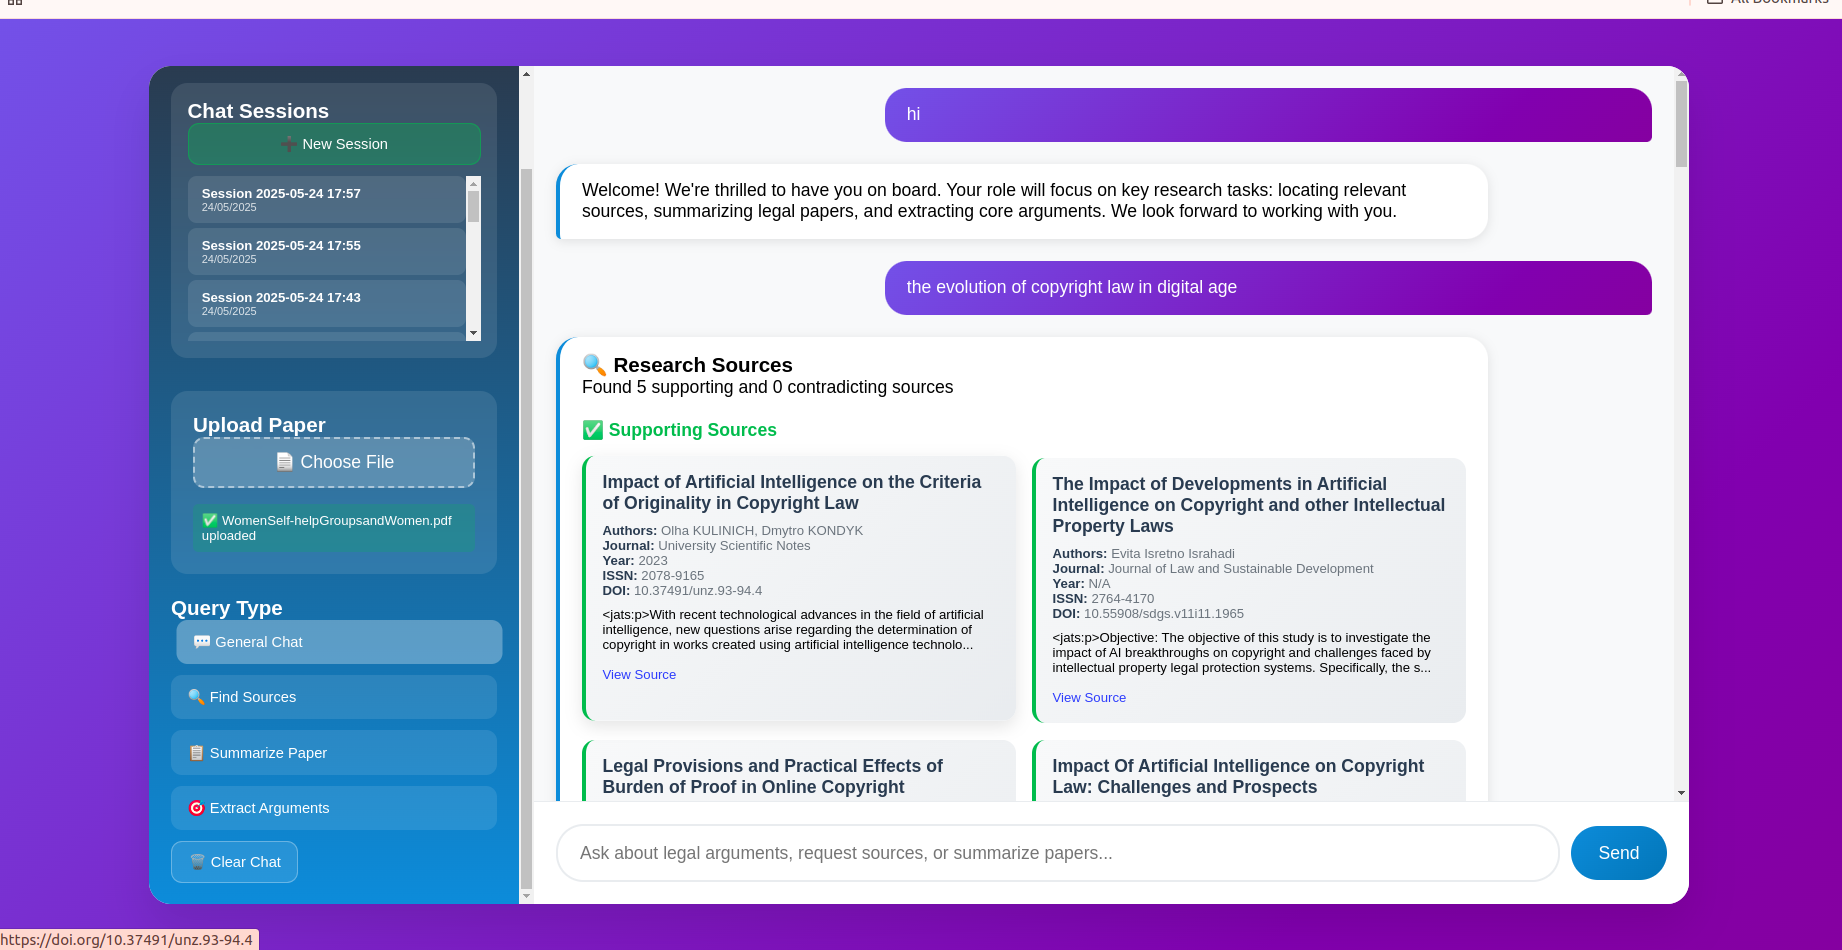 All Bookmarks
Chat Sessions
➕ New Session
Session 2025-05-24 17:57
24/05/2025
Session 2025-05-24 17:55
24/05/2025
Session 2025-05-24 17:43
24/05/2025
Upload Paper
📄 Choose File
✅ WomenSelf-helpGroupsandWomen.pdf
uploaded
Query Type
💬 General Chat
🔍 Find Sources
📋 Summarize Paper
🎯 Extract Arguments
🗑️ Clear Chat
hi
Welcome! We're thrilled to have you on board. Your role will focus on key research tasks: locating relevant
sources, summarizing legal papers, and extracting core arguments. We look forward to working with you.
the evolution of copyright law in digital age
🔍 Research Sources
Found 5 supporting and 0 contradicting sources
✅ Supporting Sources
Impact of Artificial Intelligence on the Criteria
of Originality in Copyright Law
Authors: Olha KULINICH, Dmytro KONDYK
Journal: University Scientific Notes
Year: 2023
ISSN: 2078-9165
DOI: 10.37491/unz.93-94.4
<jats:p>With recent technological advances in the field of artificial
intelligence, new questions arise regarding the determination of
copyright in works created using artificial intelligence technolo...
View Source
The Impact of Developments in Artificial
Intelligence on Copyright and other Intellectual
Property Laws
Authors: Evita Isretno Israhadi
Journal: Journal of Law and Sustainable Development
Year: N/A
ISSN: 2764-4170
DOI: 10.55908/sdgs.v11i11.1965
<jats:p>Objective: The objective of this study is to investigate the
impact of AI breakthroughs on copyright and challenges faced by
intellectual property legal protection systems. Specifically, the s...
View Source
Legal Provisions and Practical Effects of
Burden of Proof in Online Copyright
Impact Of Artificial Intelligence on Copyright
Law: Challenges and Prospects
Ask about legal arguments, request sources, or summarize papers...
Send
https://doi.org/10.37491/unz.93-94.4